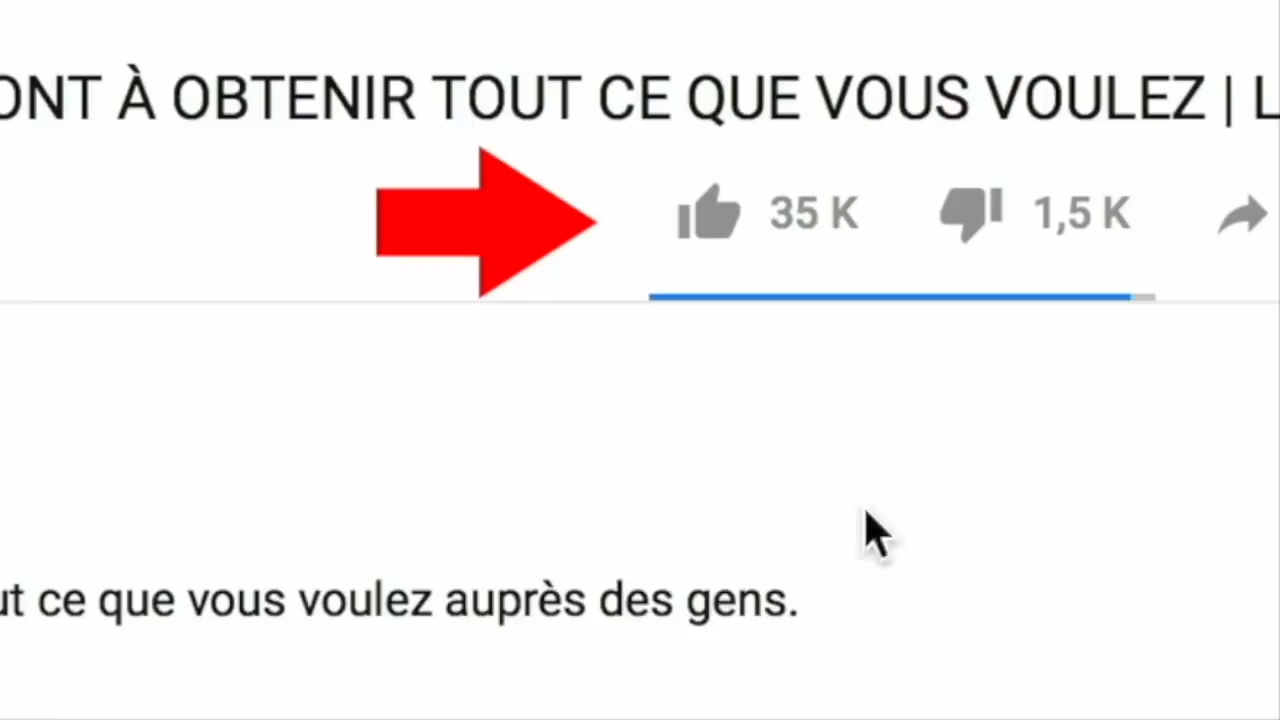 ONT À OBTENIR TOUT CE QUE VOUS VOULEZ | L
35 K 1,5 K
ut ce que vous voulez auprès des gens.